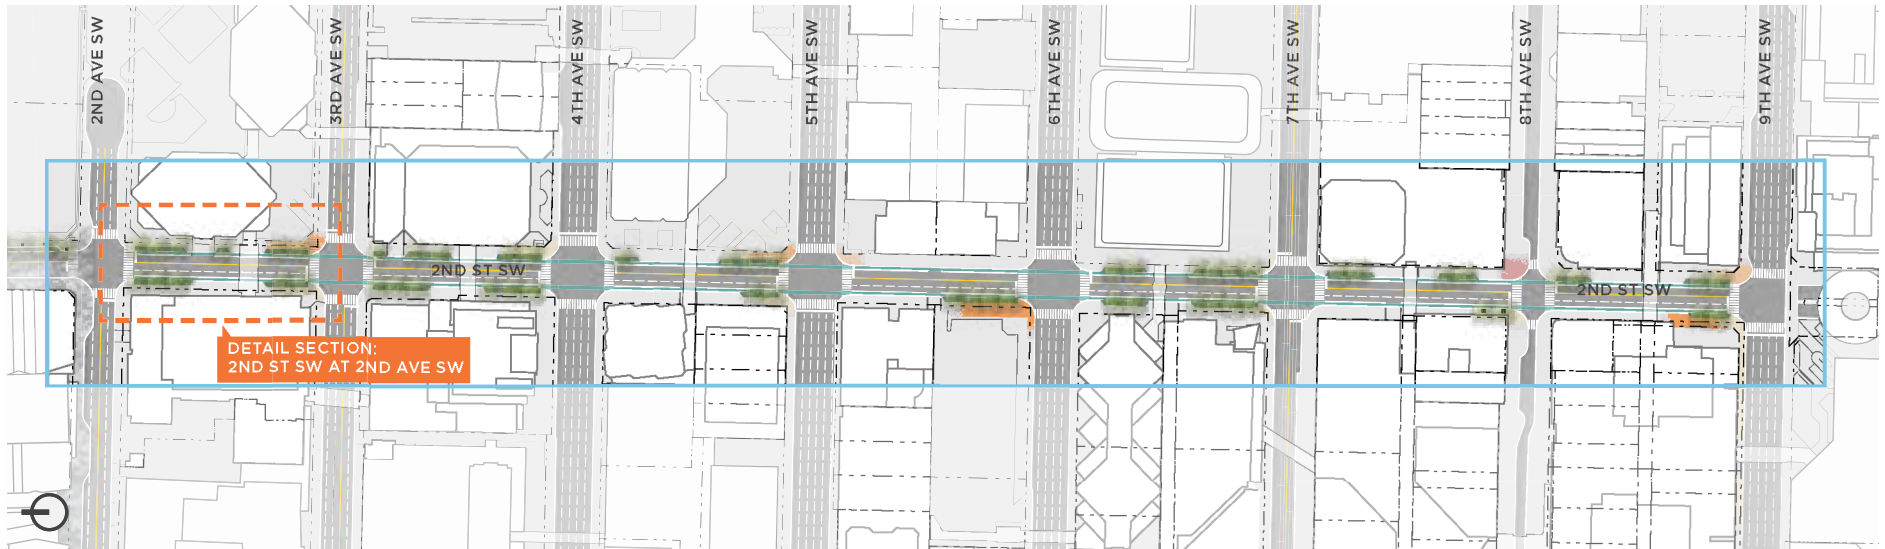 2ND AVE SW
3RD AVE SW
4TH AVE SW
5TH AVE SW
6TH AVE SW
7TH AVE SW
8TH AVE SW
9TH AVE SW
2ND ST SW
2ND ST SW
DETAIL SECTION:
2ND ST SW AT 2ND AVE SW